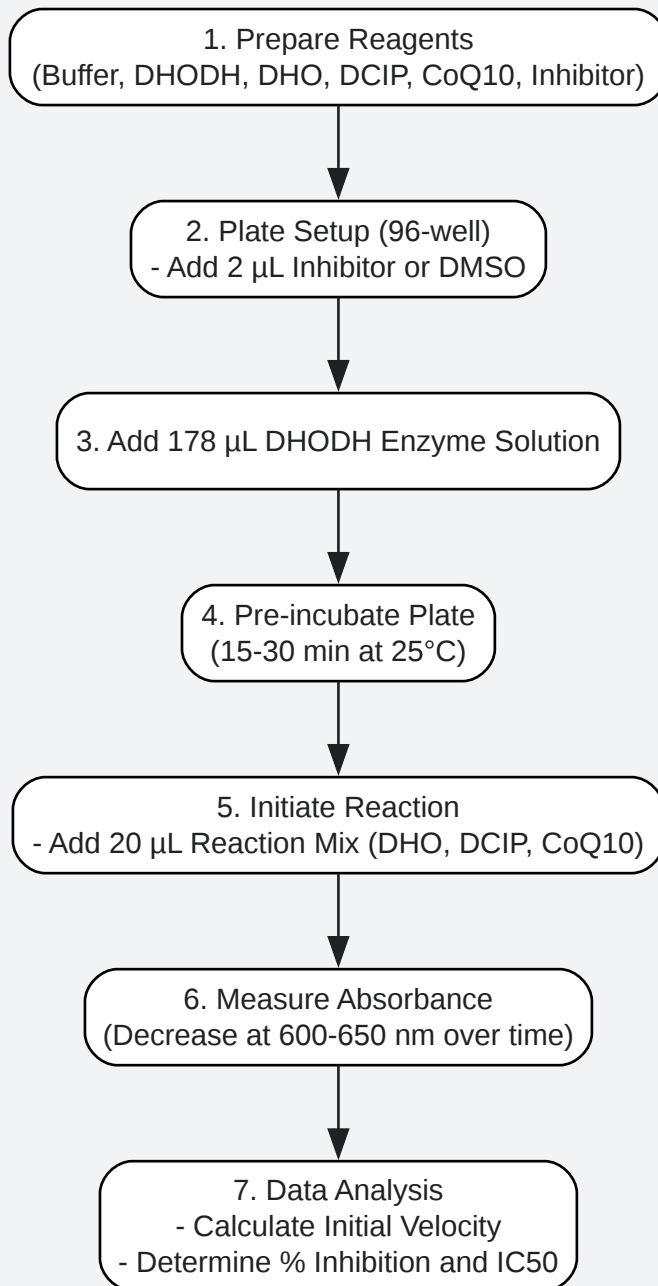 1. Prepare Reagents
(Buffer, DHODH, DHO, DCIP, CoQ10, Inhibitor)
2. Plate Setup (96-well)
- Add 2 µL Inhibitor or DMSO
3. Add 178 µL DHODH Enzyme Solution
4. Pre-incubate Plate
(15-30 min at 25°C)
5. Initiate Reaction
- Add 20 µL Reaction Mix (DHO, DCIP, CoQ10)
6. Measure Absorbance
(Decrease at 600-650 nm over time)
7. Data Analysis
- Calculate Initial Velocity
- Determine % Inhibition and IC50